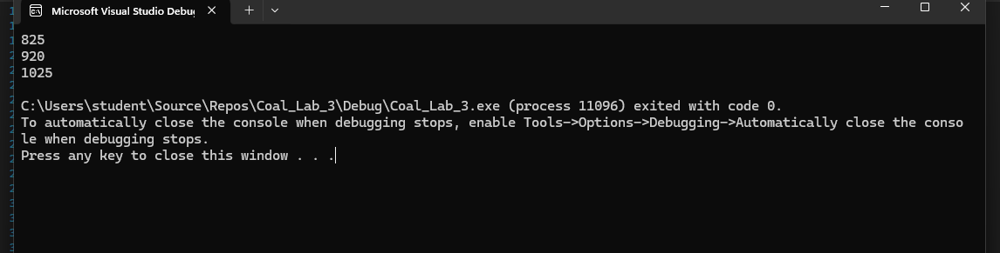 Microsoft Visual Studio Debu
825
920
1025
C:\Users\student\Source\Repos\Coal_Lab_3\Debug\Coal_Lab_3.exe (process 11096) exited with code 0.
To automatically close the console when debugging stops, enable Tools->Options->Debugging->Automatically close the conso
le when debugging stops.
Press any key to close this window . . .